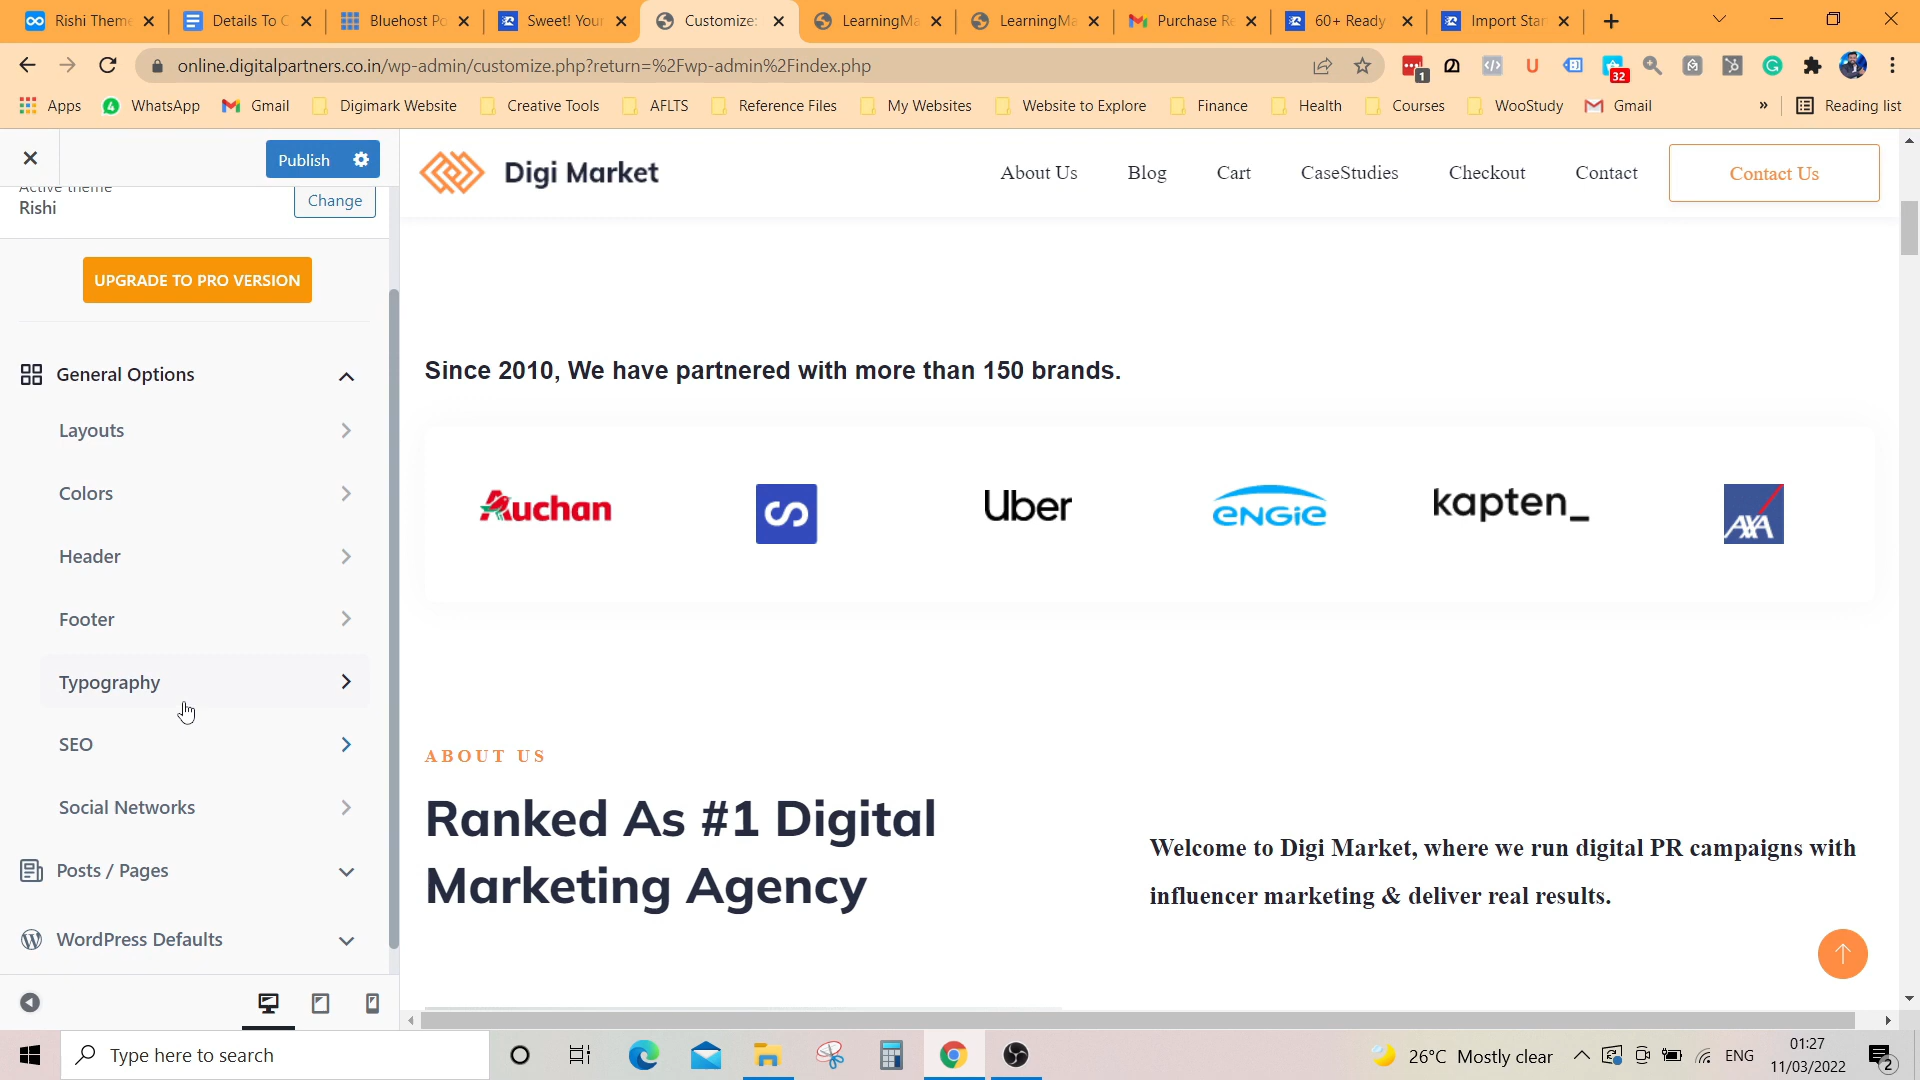 Rishi Theme
Details To C
Bluehost Po
Sweet! Your
Customize:
LearningMa
LearningMa
Purchase Re
60+ Ready
Import Star
online.digitalpartners.co.in/wp-admin/customize.php?return=%2Fwp-admin%2Findex.php
1
32
Apps
WhatsApp
Gmail
Digimark Website
Creative Tools
AFLTS
Reference Files
My Websites
Website to Explore
Finance
Health
Courses
WooStudy
Gmail
»
Reading list
Publish
Active theme
Rishi
Change
UPGRADE TO PRO VERSION
General Options
Layouts
Colors
Header
Footer
Typography
SEO
Social Networks
Posts / Pages
WordPress Defaults
Digi Market
About Us
Blog
Cart
CaseStudies
Checkout
Contact
Contact Us
Since 2010, We have partnered with more than 150 brands.
Auchan
Uber
ENGIE
kapten_
AXA
ABOUT US
Ranked As #1 Digital
Marketing Agency
Welcome to Digi Market, where we run digital PR campaigns with
influencer marketing & deliver real results.
Type here to search
26°C Mostly clear
ENG
01:27
11/03/2022
2